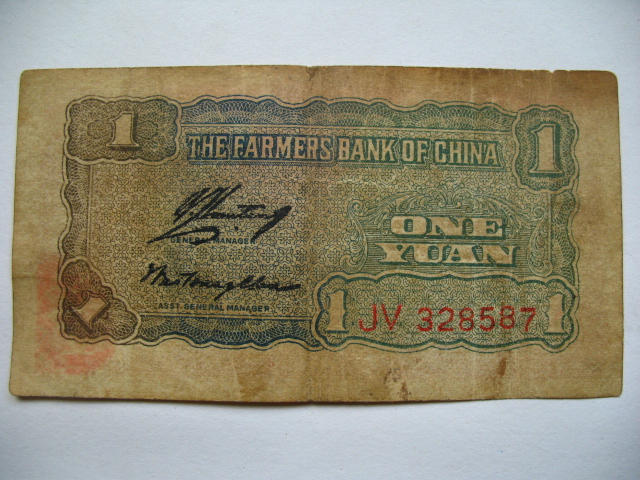 1 THE FARMERS BANK OF CHINA 1
GENERAL MANAGER
ONE
YUAN
ASST. GENERAL MANAGER
1 1 JV 328587 1